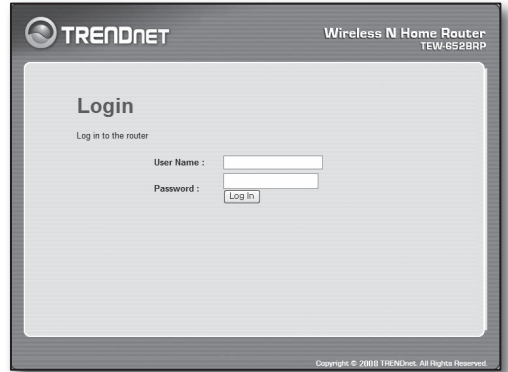 TRENDNET
Wireless N Home Router
TEW-652BRP
Login
Log in to the router
User Name :
Password :
Log In
Copyright © 2008 TRENDnet. All Rights Reserved.